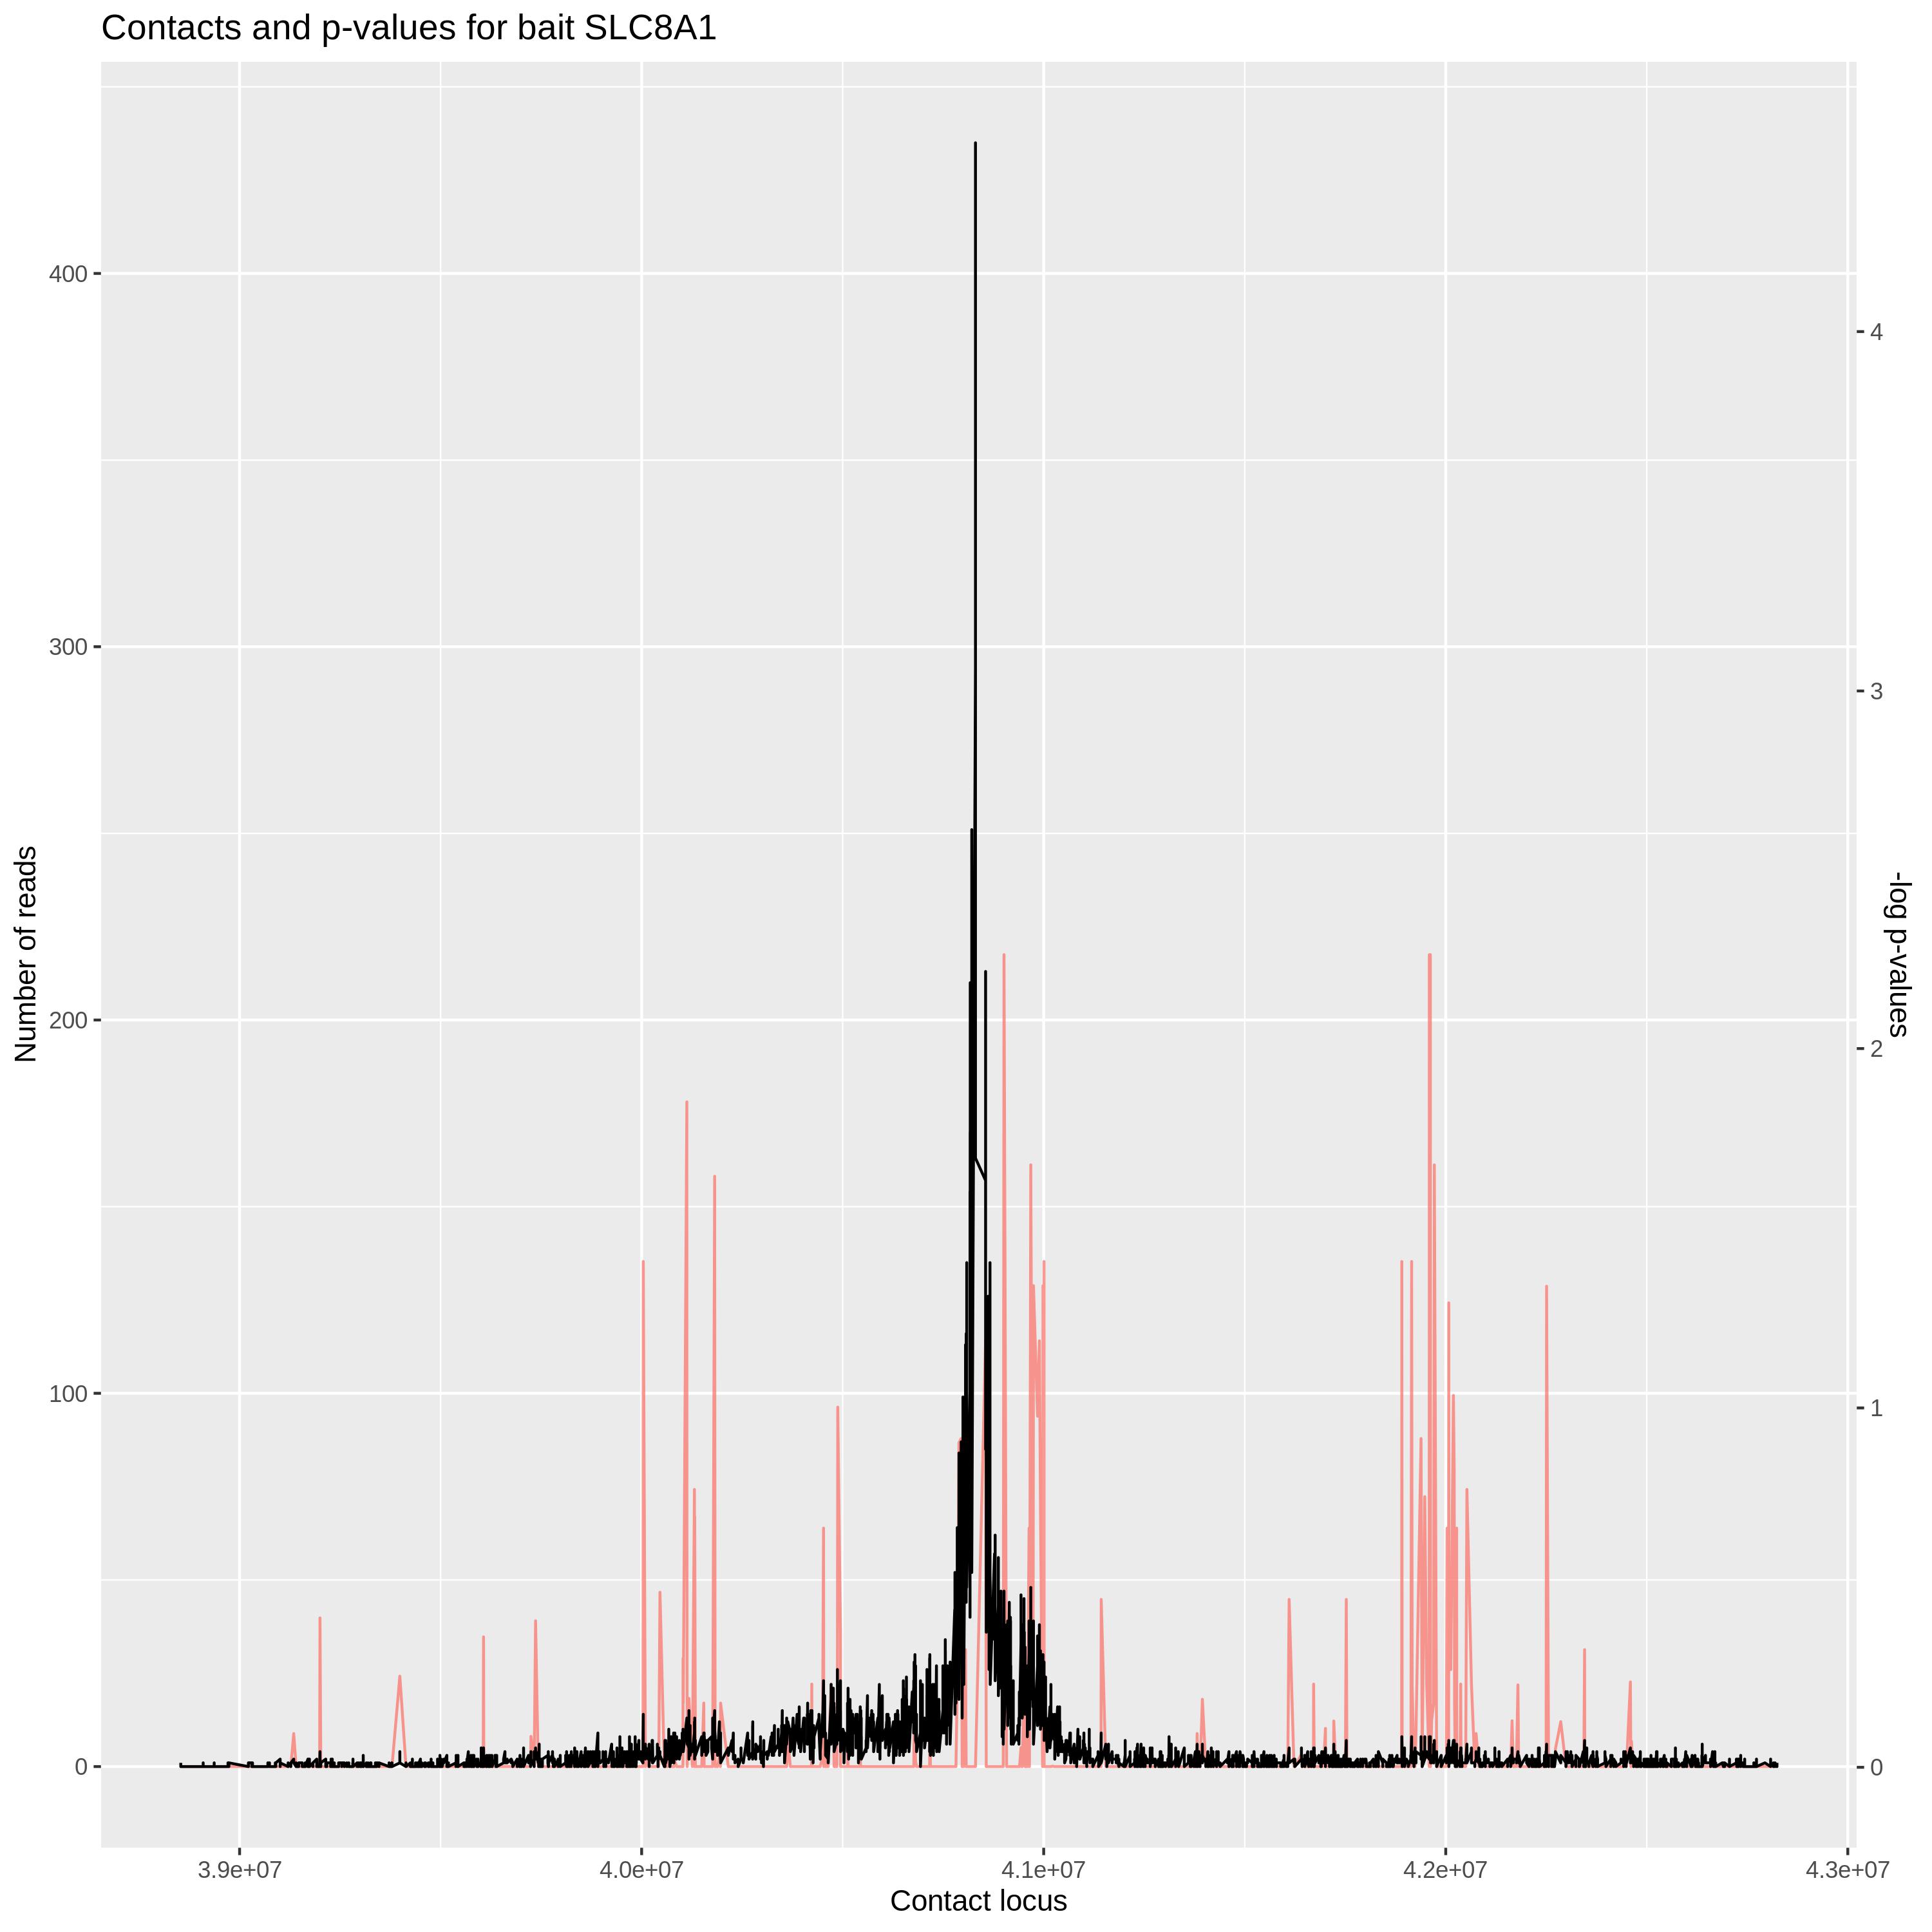 Contacts and p-values for bait SLC8A1
Number of reads
400
300
200
100
0
4
3
2
1
0
-log p-values
3.9e+07 4.0e+07 4.1e+07 4.2e+07 4.3e+07
Contact locus